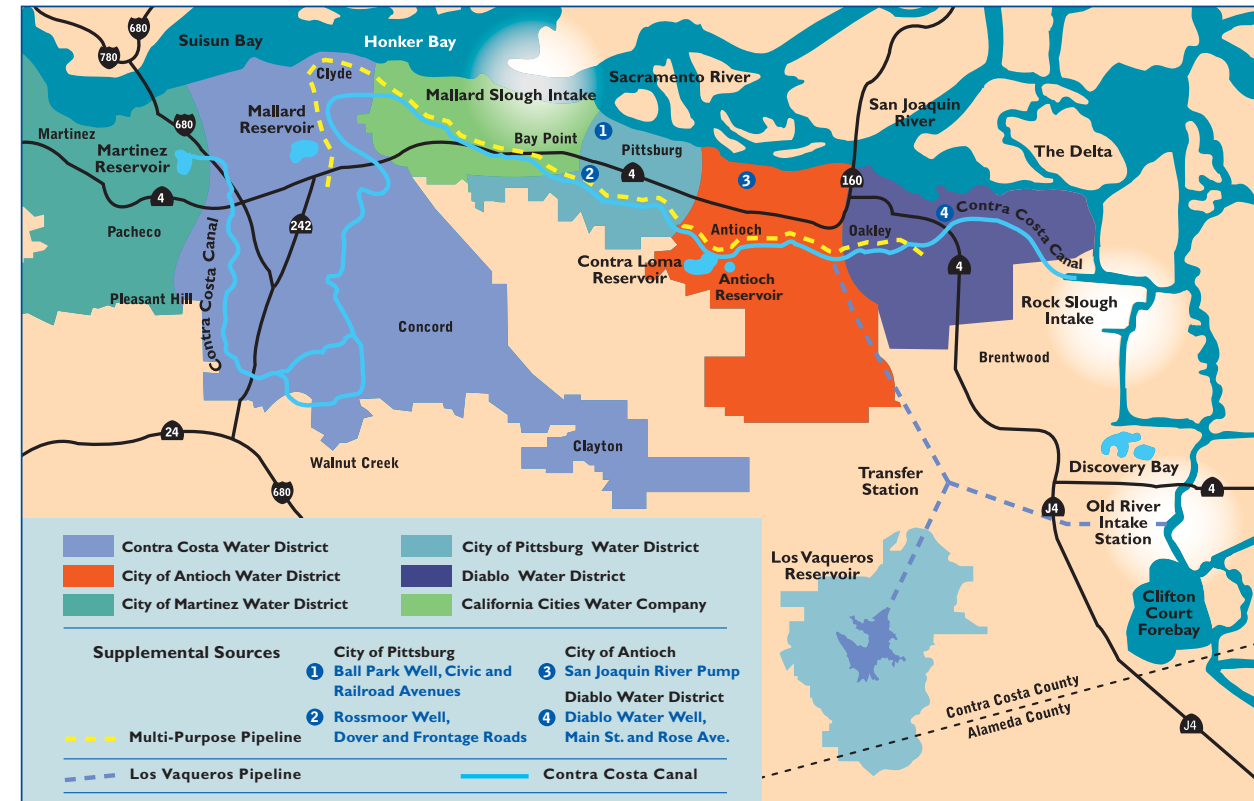 680
780
Suisun Bay
Honker Bay
Clyde
Mallard Slough Intake
Sacramento River
San Joaquin
River
Mallard
Reservoir
680
Martinez
Martinez
Reservoir
Bay Point
1
Pittsburg
The Delta
2
4
3
160
4
Contra Costa Canal
4
242
Pacheco
Contra Costa Canal
Antioch
Oakley
Contra Loma
Reservoir
Antioch
Reservoir
4
Pleasant Hill
Rock Slough
Intake
Concord
Brentwood
24
Walnut Creek
Clayton
680
Discovery Bay
Transfer
Station
4
J4
Old River
Intake
Station
Los Vaqueros
Reservoir
Clifton
Court
Forebay
Contra Costa County
Alameda County
J4
Contra Costa Water District
City of Antioch Water District
City of Martinez Water District
City of Pittsburg Water District
Diablo Water District
California Cities Water Company
Supplemental Sources
City of Pittsburg
1 Ball Park Well, Civic and
Railroad Avenues
2 Rossmoor Well,
Dover and Frontage Roads
City of Antioch
3 San Joaquin River Pump
Diablo Water District
4 Diablo Water Well,
Main St. and Rose Ave.
Multi-Purpose Pipeline
Los Vaqueros Pipeline
Contra Costa Canal